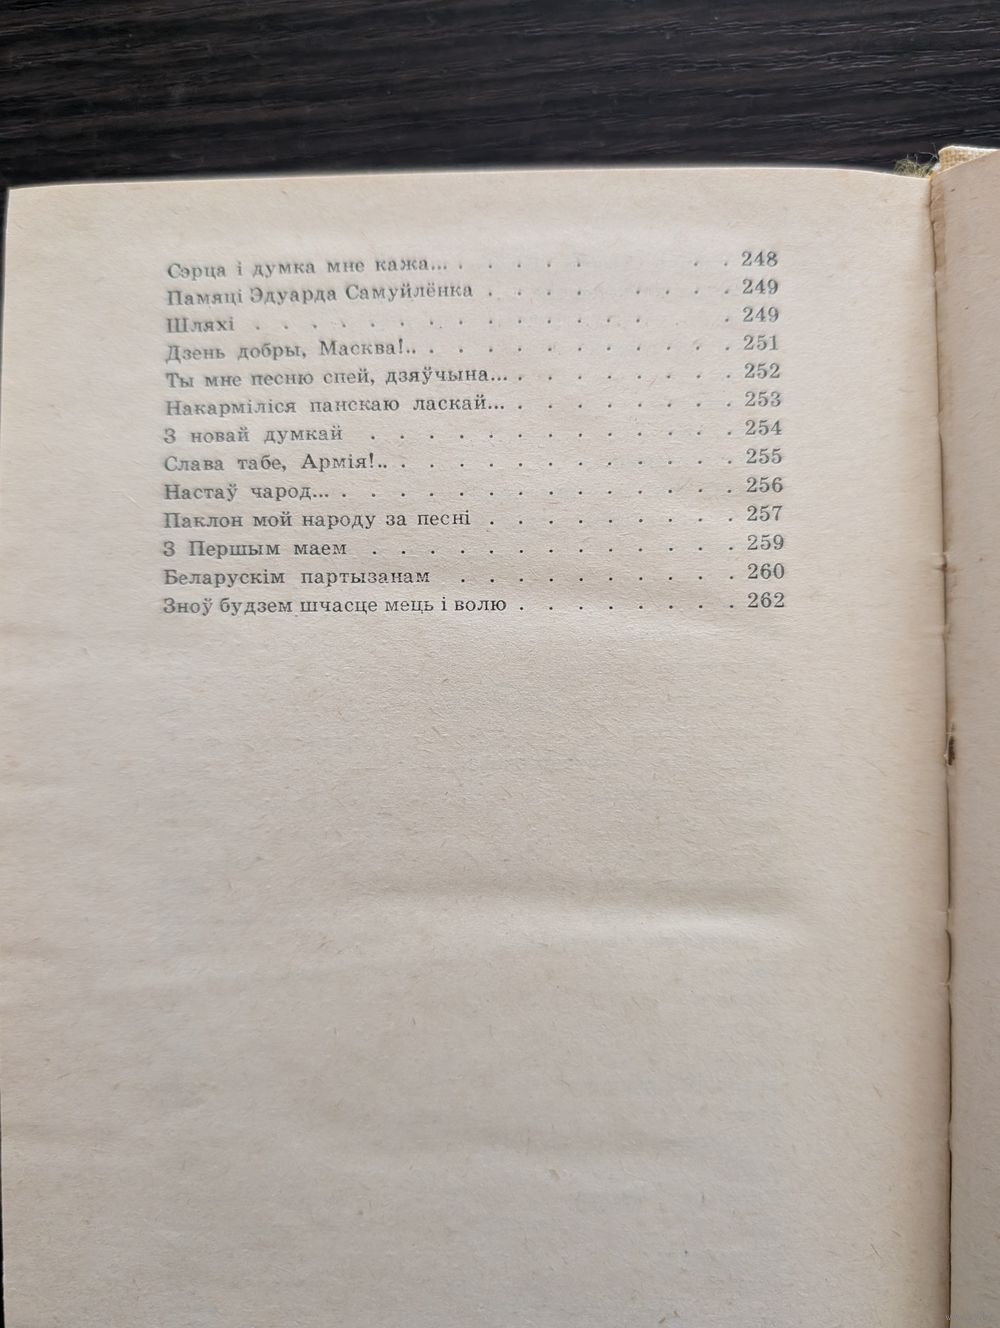 Сэрца і думка мне кажа... . . . . . . . . 248
Памяці Эдуарда Самуйлёнка . . . . . . . . . 249
Шляхі . . . . . . . . . . . . . . . 249
Дзень добры, Масква!.. . . . . . . . . . . . 251
Ты мне песню спей, дзяўчына... . . . . . . . . 252
Накарміліся панскаю ласкай... . . . . . . . . 253
З новай думкай . . . . . . . . . . . . . 254
Слава табе, Армія!.. . . . . . . . . . . . . 255
Настаў чарод... . . . . . . . . . . . . . . 256
Паклон мой народу за песні . . . . . . . . . 257
З Першым маем . . . . . . . . . . . . . 259
Беларускім партызанам . . . . . . . . . . 260
Зноў будзем шчасце мець і волю . . . . . . . . 262